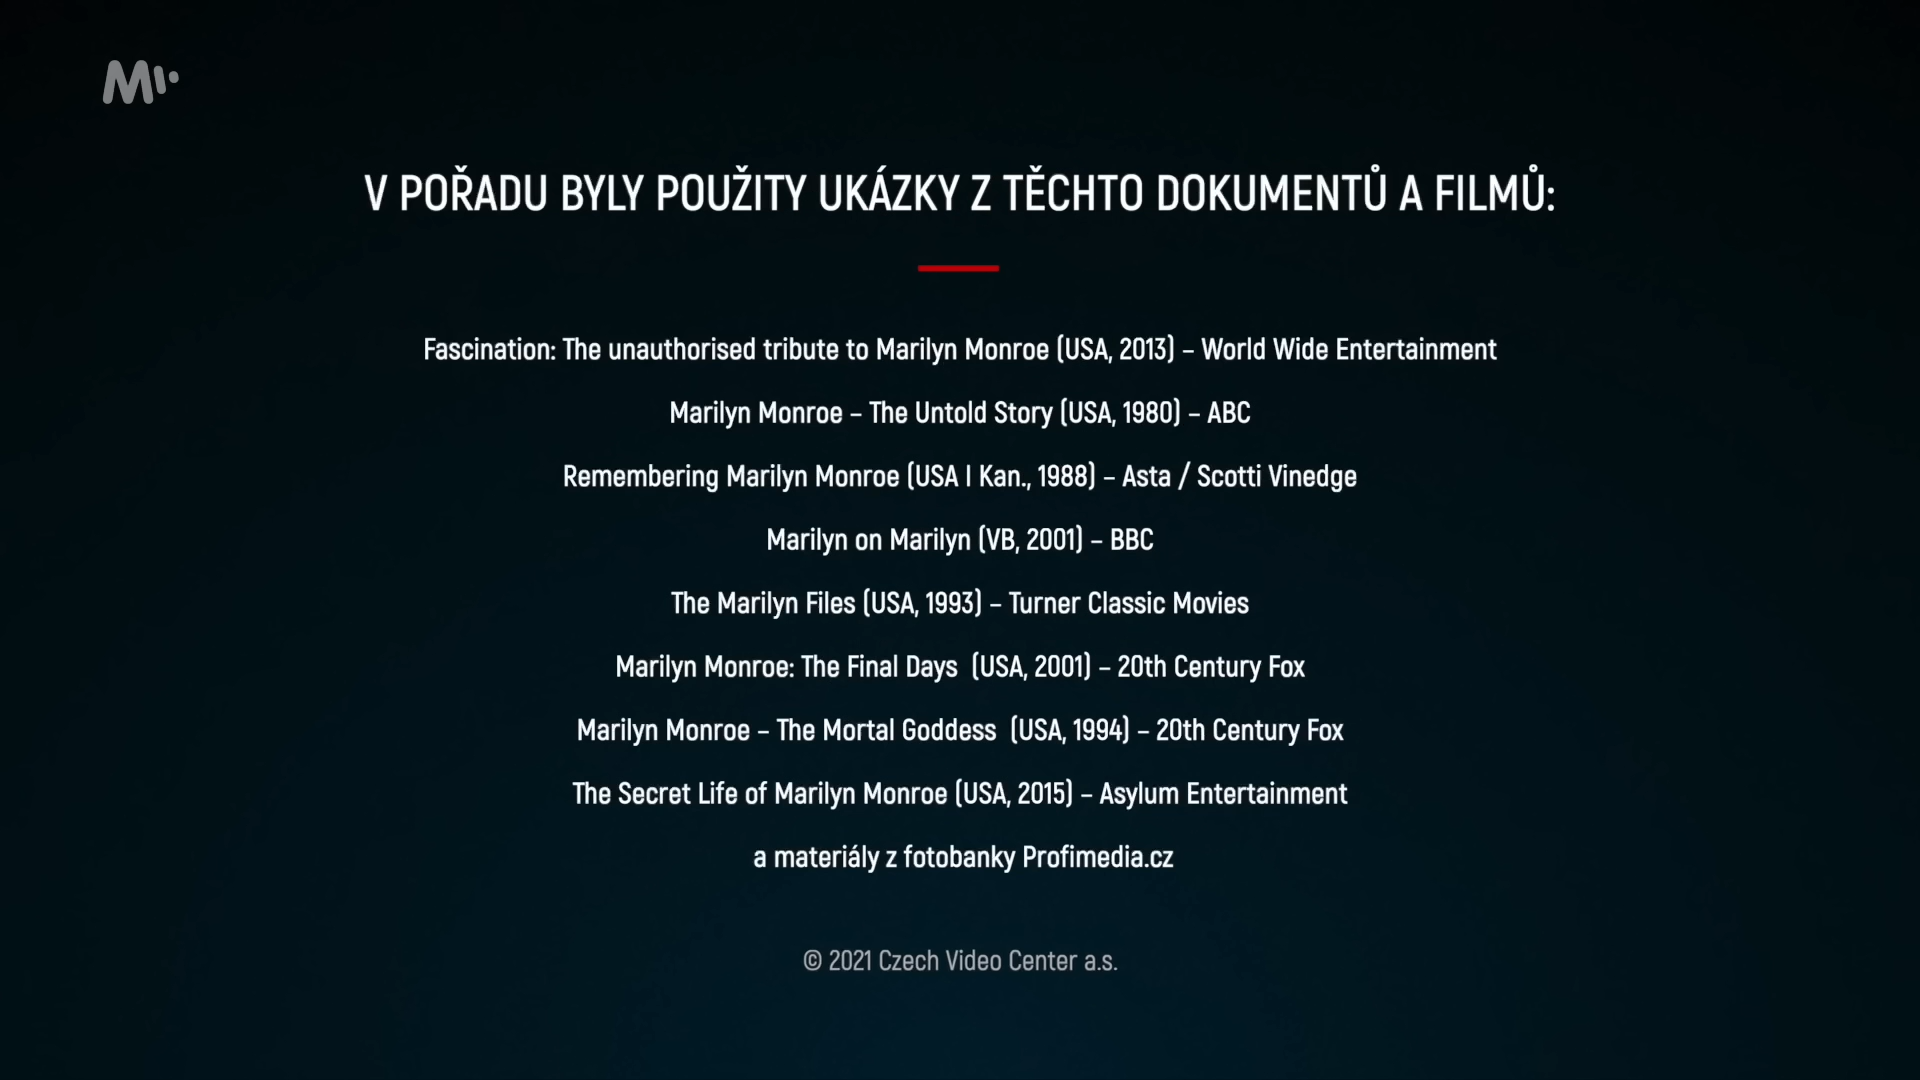 M
V POŘADU BYLY POUŽITY UKÁZKY Z TĚCHTO DOKUMENTŮ A FILMŮ:
Fascination: The unauthorised tribute to Marilyn Monroe (USA, 2013) – World Wide Entertainment
Marilyn Monroe – The Untold Story (USA, 1980) – ABC
Remembering Marilyn Monroe (USA I Kan., 1988) – Asta / Scotti Vinedge
Marilyn on Marilyn (VB, 2001) – BBC
The Marilyn Files (USA, 1993) – Turner Classic Movies
Marilyn Monroe: The Final Days  (USA, 2001) – 20th Century Fox
Marilyn Monroe – The Mortal Goddess  (USA, 1994) – 20th Century Fox
The Secret Life of Marilyn Monroe (USA, 2015) – Asylum Entertainment
a materiály z fotobanky Profimedia.cz
© 2021 Czech Video Center a.s.